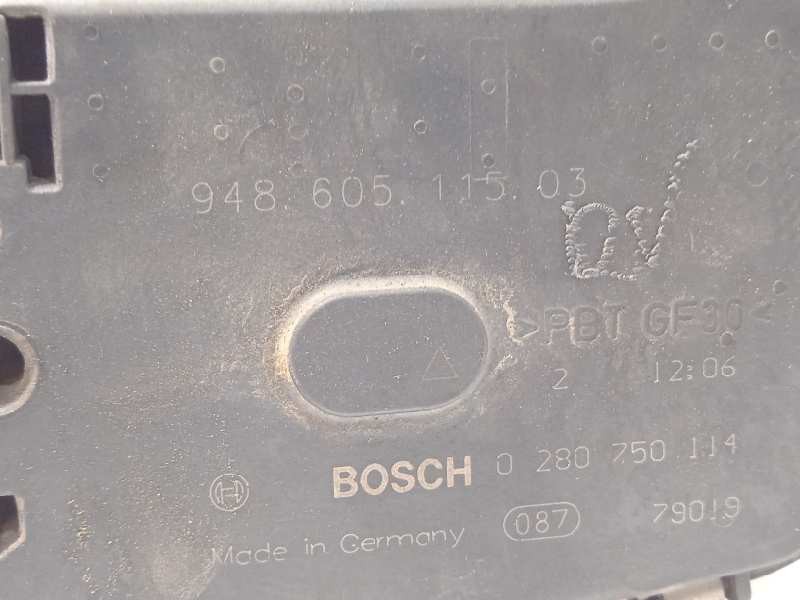 948.605.115.03
>PBT GF30<
2 12:06
BOSCH 0 280 750 114
087 79019
Made in Germany